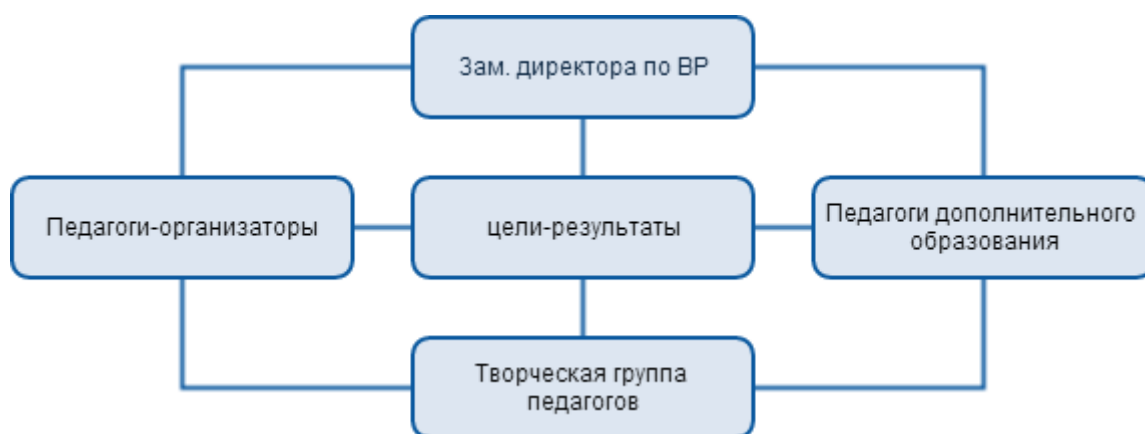 Зам. директора по ВР
Педагоги-организаторы
цели-результаты
Педагоги дополнительного
образования
Творческая группа
педагогов